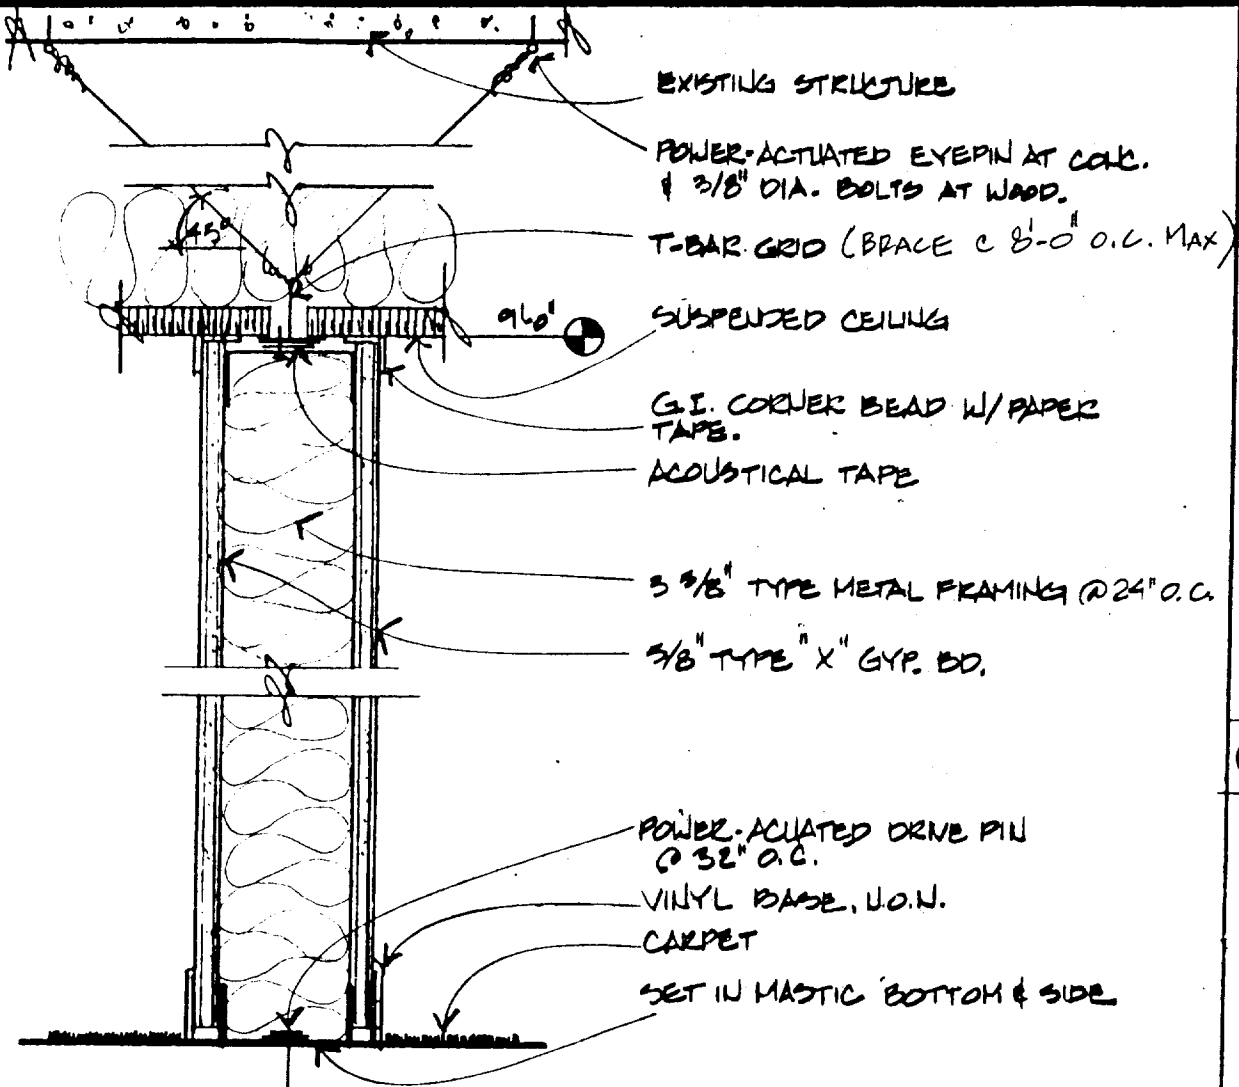 EXISTING STRUCTURE
POWER-ACTUATED EYEPIN AT CONC.
& 3/8" DIA. BOLTS AT WOOD.
45°
T-BAR GRID (BRACE C 8'-0" O.C. MAX)
SUSPENDED CEILING
9'-0"
G.I. CORNER BEAD W/PAPER
TAPE.
ACOUSTICAL TAPE
3 5/8" TYPE METAL FRAMING @ 24" O.C.
5/8" TYPE "X" GYP. BD.
POWER-ACUATED DRIVE PIN
@ 32" O.C.
VINYL BASE, U.O.N.
CARPET
SET IN MASTIC BOTTOM & SIDE